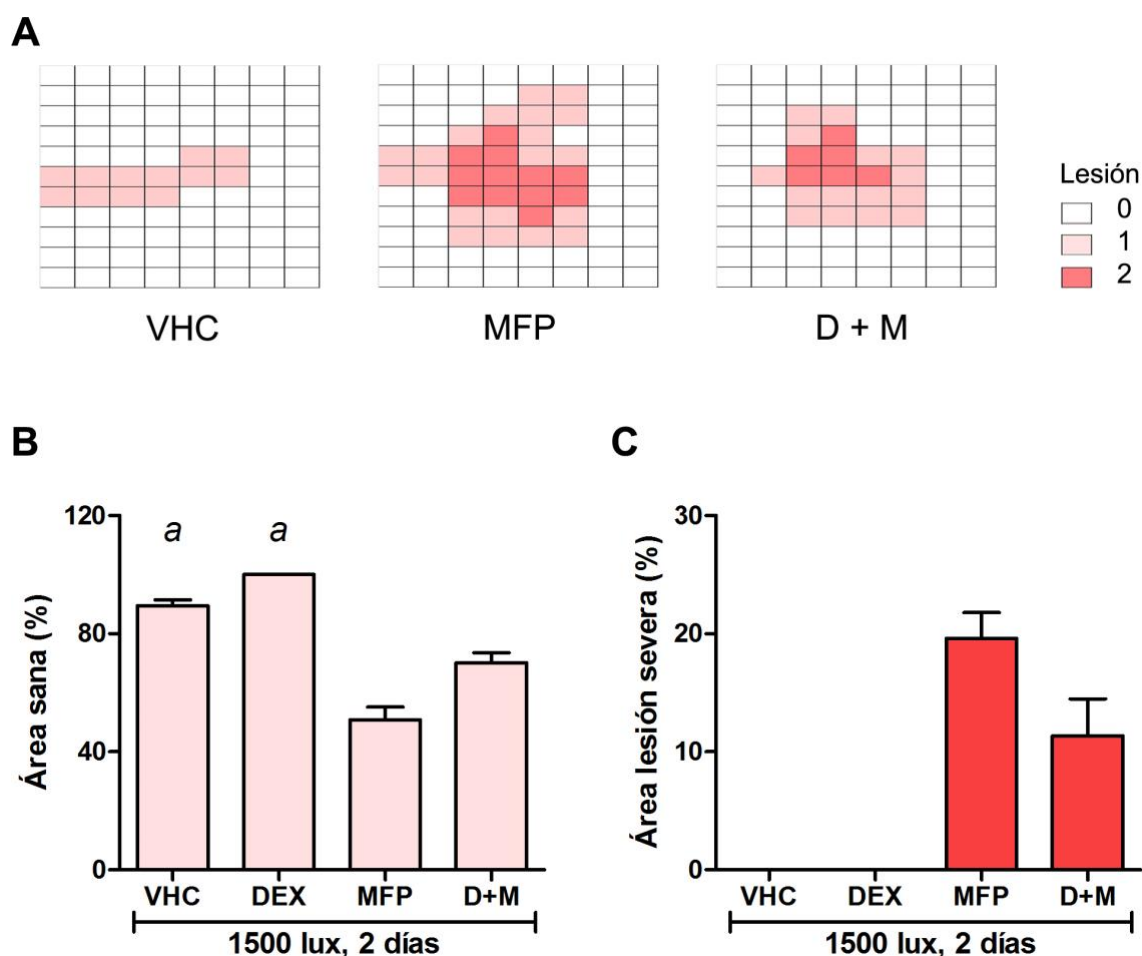 A
Lesión
0
1
2
VHC
MFP
D + M
B
Área sana (%)
120
80
40
0
a
a
VHC
DEX
MFP
D+M
1500 lux, 2 días
C
Área lesión severa (%)
30
20
10
0
VHC
DEX
MFP
D+M
1500 lux, 2 días